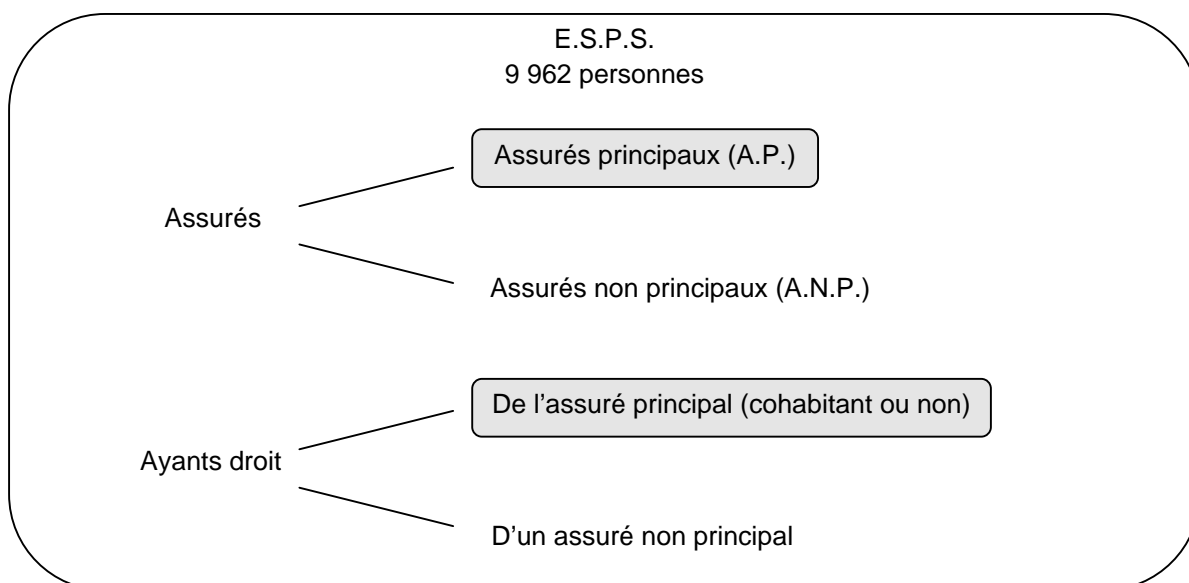 E.S.P.S.
9 962 personnes
Assurés principaux (A.P.)
Assurés
Assurés non principaux (A.N.P.)
De l’assuré principal (cohabitant ou non)
Ayants droit
D’un assuré non principal